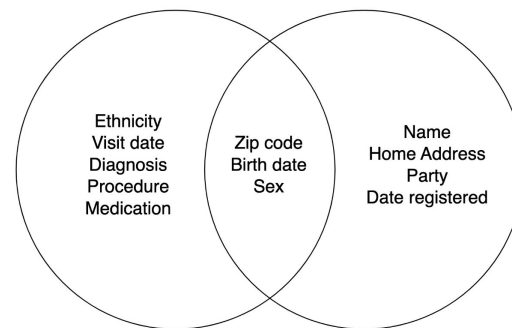 Ethnicity
Visit date
Diagnosis
Procedure
Medication
Zip code
Birth date
Sex
Name
Home Address
Party
Date registered